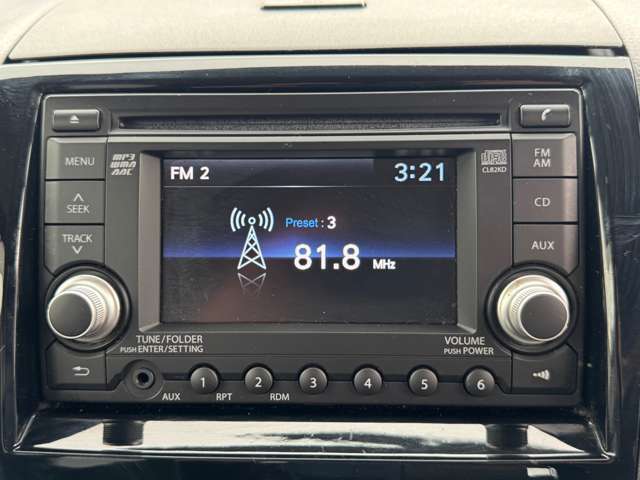 MENU
MP3
WMA
AAC
FM 2
3:21
CLB2KD
FM
AM
SEEK
Preset : 3
CD
TRACK
81.8 MHz
AUX
TUNE/FOLDER
PUSH ENTER/SETTING
VOLUME
PUSH POWER
1 2 3 4 5 6
AUX RPT RDM